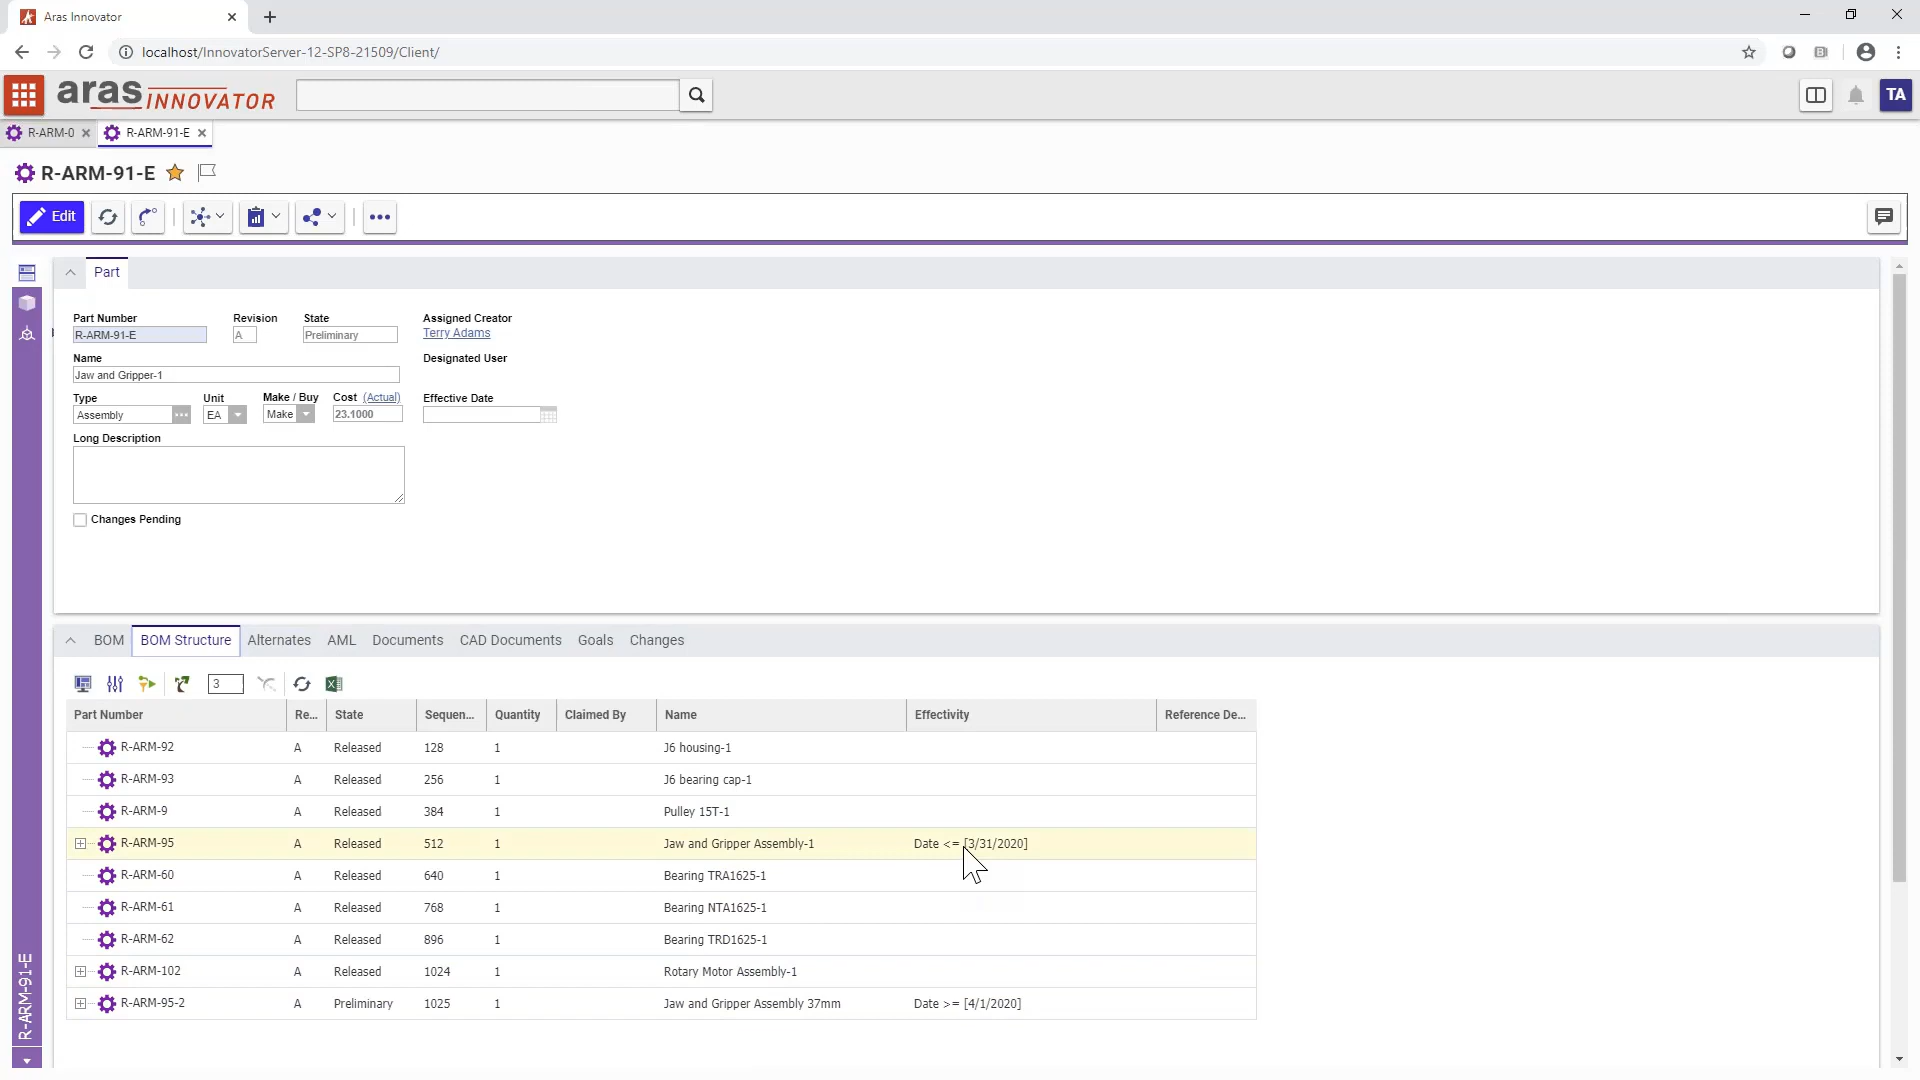 Aras Innovator
localhost/InnovatorServer-12-SP8-21509/Client/
aras INNOVATOR
TA
R-ARM-0
R-ARM-91-E
R-ARM-91-E
Edit
Part
Part Number Revision State Assigned Creator
R-ARM-91-E A Preliminary Terry Adams
Name Designated User
Jaw and Gripper-1
Type Unit Make / Buy Cost (Actual) Effective Date
Assembly EA Make 23.1000
Long Description
Changes Pending
BOM BOM Structure Alternates AML Documents CAD Documents Goals Changes
3
Part Number Re... State Sequen... Quantity Claimed By Name Effectivity Reference De...
R-ARM-92 A Released 128 1 J6 housing-1
R-ARM-93 A Released 256 1 J6 bearing cap-1
R-ARM-9 A Released 384 1 Pulley 15T-1
R-ARM-95 A Released 512 1 Jaw and Gripper Assembly-1 Date <= [3/31/2020]
R-ARM-60 A Released 640 1 Bearing TRA1625-1
R-ARM-61 A Released 768 1 Bearing NTA1625-1
R-ARM-62 A Released 896 1 Bearing TRD1625-1
R-ARM-102 A Released 1024 1 Rotary Motor Assembly-1
R-ARM-95-2 A Preliminary 1025 1 Jaw and Gripper Assembly 37mm Date >= [4/1/2020]
R-ARM-91-E